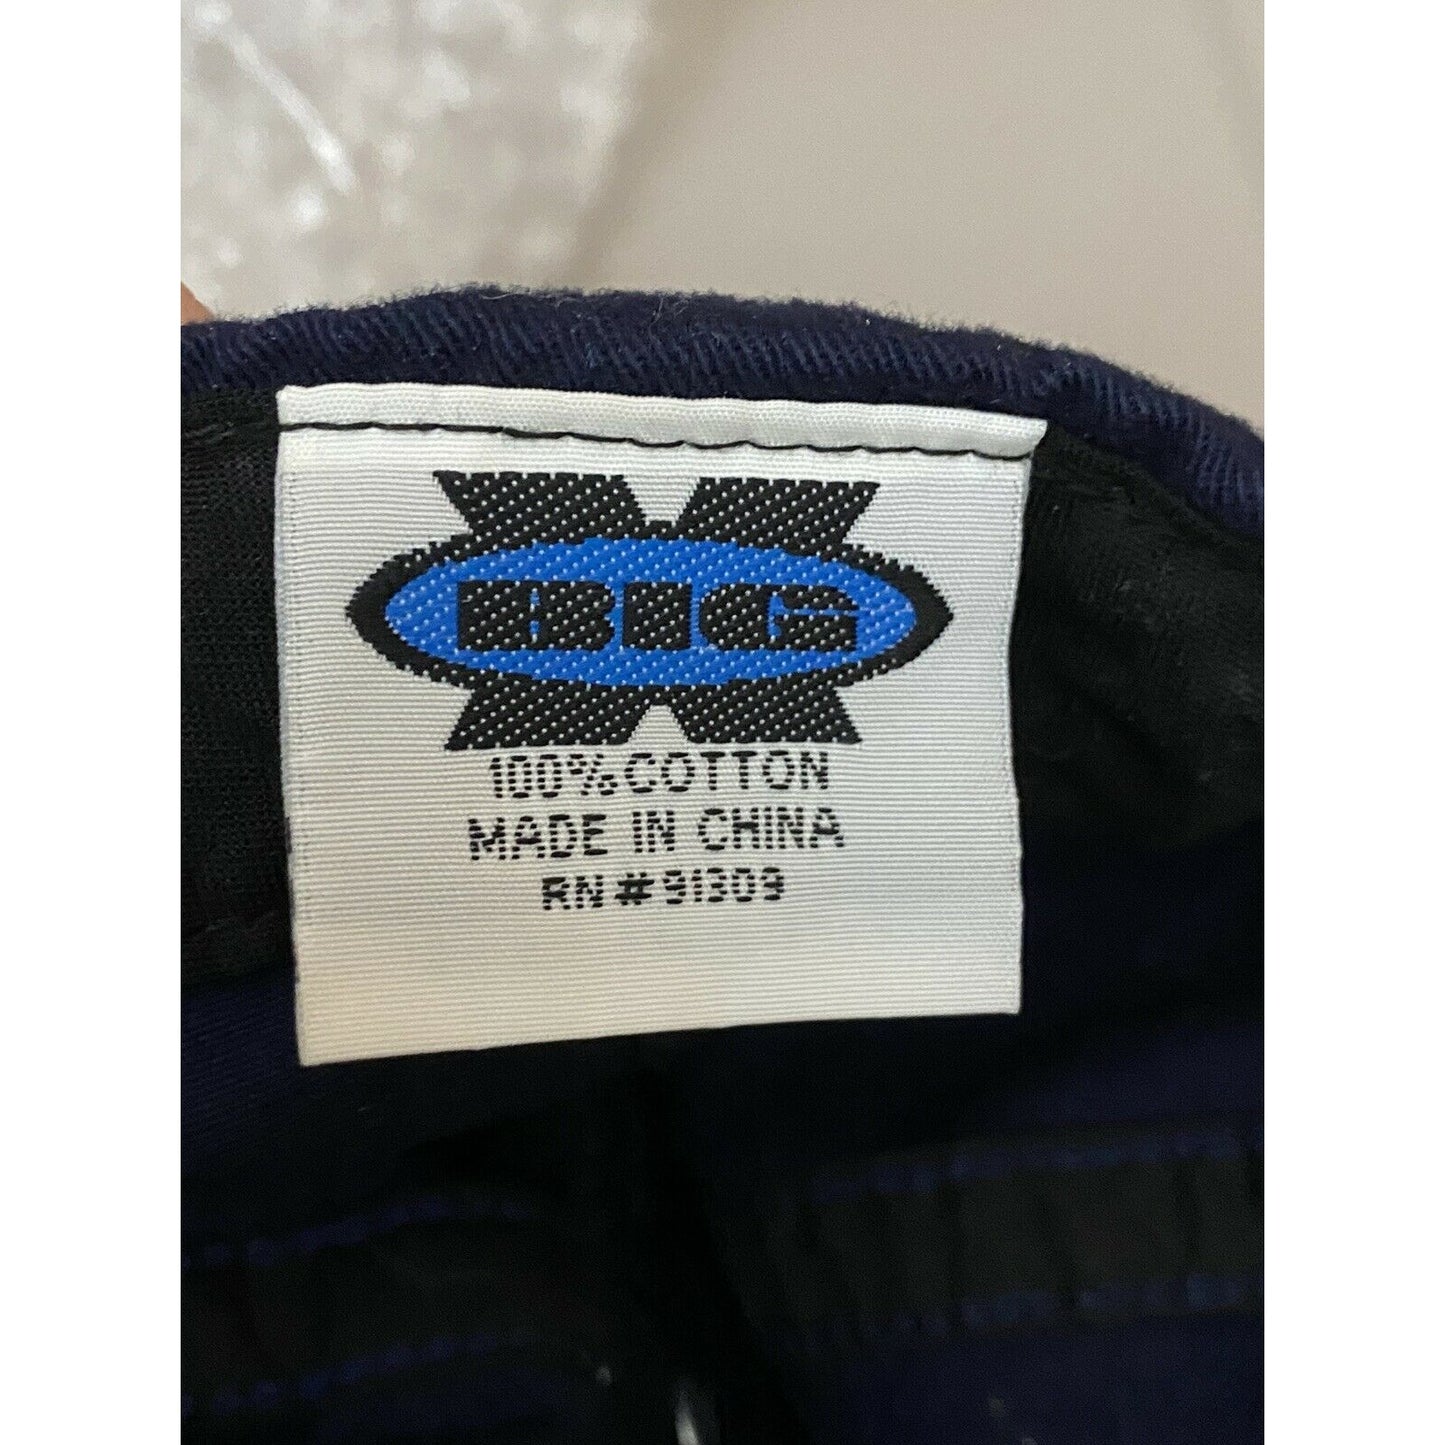 BIG
100% COTTON
MADE IN CHINA
RN # 91309